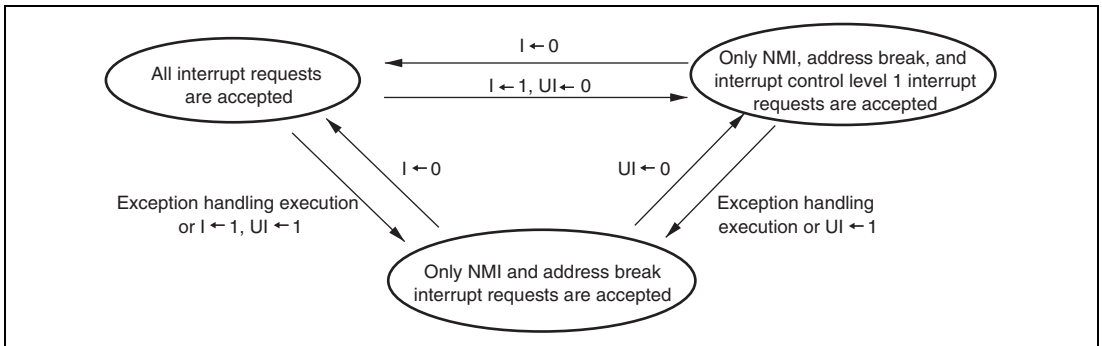 I ← 0
All interrupt requests
are accepted
I ← 1, UI ← 0
Only NMI, address break, and
interrupt control level 1 interrupt
requests are accepted
I ← 0
UI ← 0
Exception handling execution
or I ← 1, UI ← 1
Exception handling
execution or UI ← 1
Only NMI and address break
interrupt requests are accepted